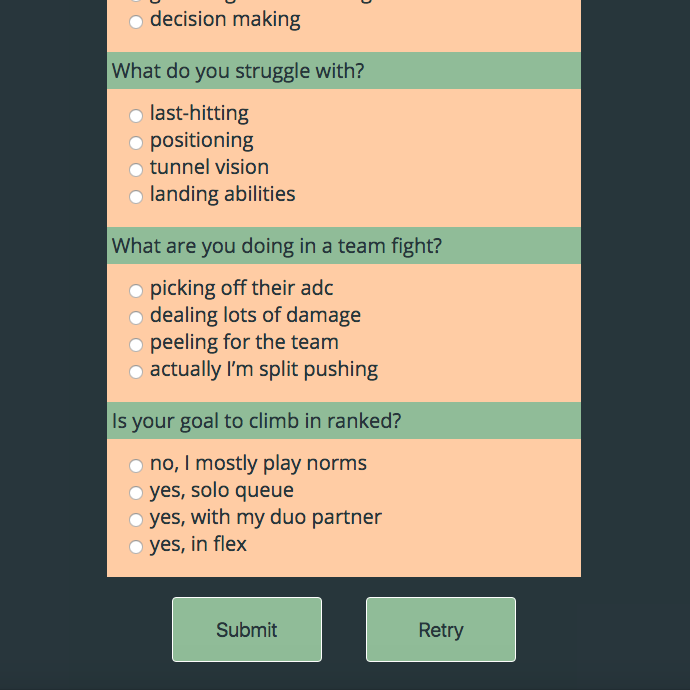 decision making
What do you struggle with?
last-hitting
positioning
tunnel vision
landing abilities
What are you doing in a team fight?
picking off their adc
dealing lots of damage
peeling for the team
actually I’m split pushing
Is your goal to climb in ranked?
no, I mostly play norms
yes, solo queue
yes, with my duo partner
yes, in flex
Submit Retry